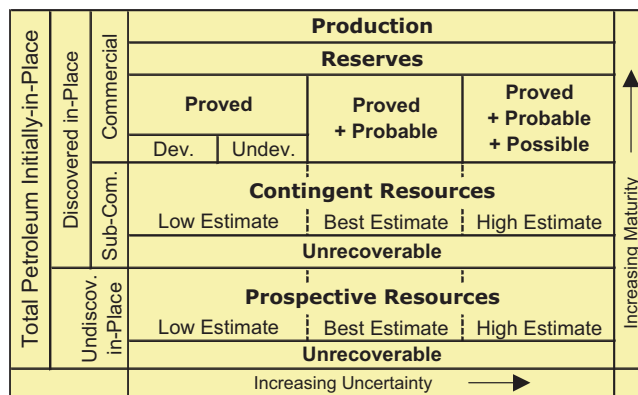 Total Petroleum Initially-in-Place
Discovered in-Place
Commercial
Production
Reserves
Proved
Dev.
Undev.
Proved
+ Probable
Proved
+ Probable
+ Possible
Sub-Com.
Contingent Resources
Low Estimate
Best Estimate
High Estimate
Unrecoverable
Undiscov.
in-Place
Prospective Resources
Low Estimate
Best Estimate
High Estimate
Unrecoverable
Increasing Maturity
Increasing Uncertainty